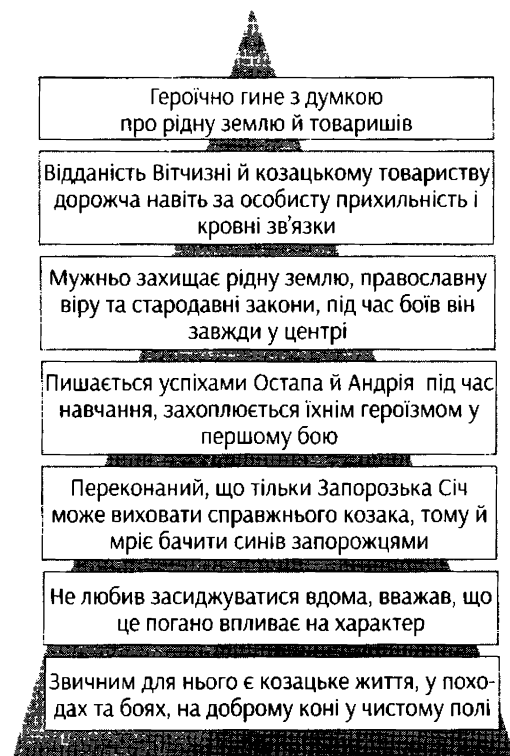 Героїчно гине з думкою
про рідну землю й товаришів
Відданість Вітчизні й козацькому товариству
дорожча навіть за особисту прихильність і
кровні зв’язки
Мужньо захищає рідну землю, православну
віру та стародавні закони, під час боїв він
завжди у центрі
Пишається успіхами Остапа й Андрія під час
навчання, захоплюється їхнім героїзмом у
першому бою
Переконаний, що тільки Запорозька Січ
може виховати справжнього козака, тому й
мріє бачити синів запорожцями
Не любив засиджуватися вдома, вважав, що
це погано впливає на характер
Звичним для нього є козацьке життя, у похо-
дах та боях, на доброму коні у чистому полі